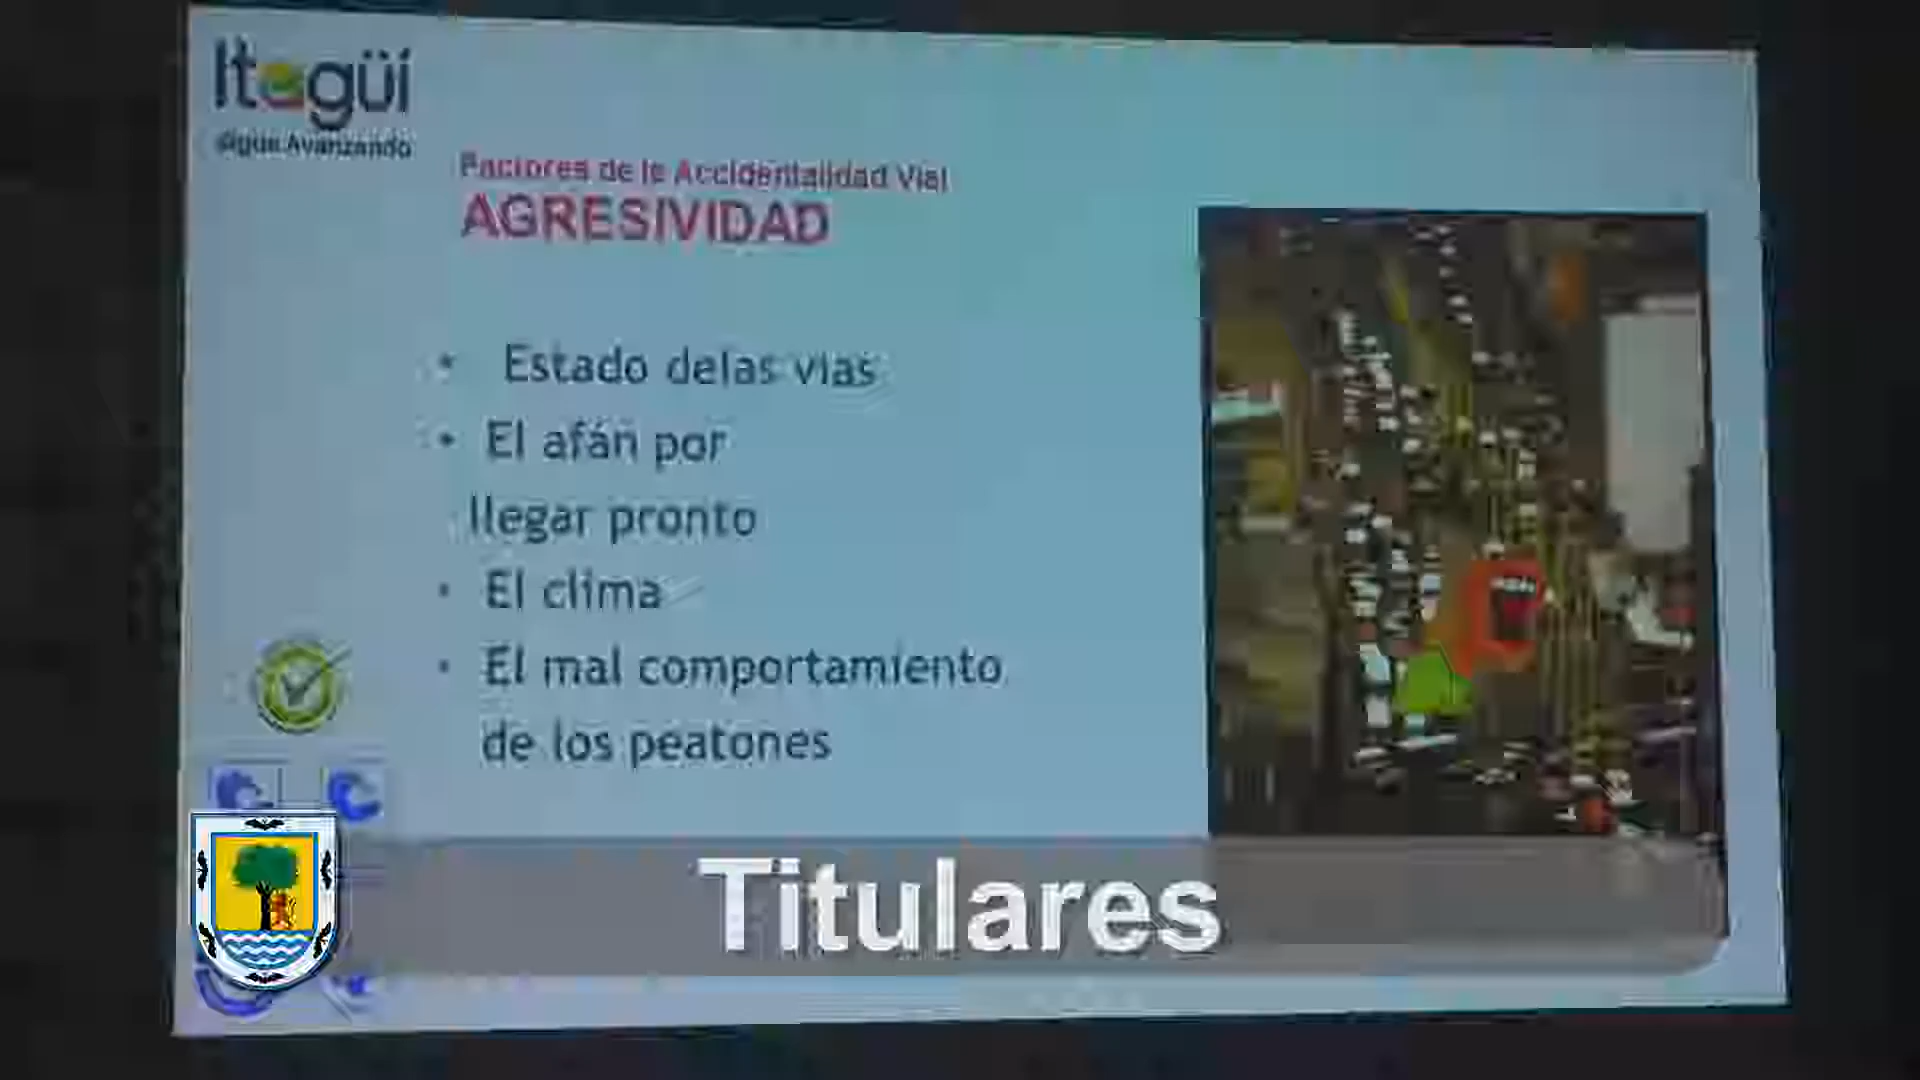 Itagüí
Sigue Avanzando
Factores de la Accidentalidad Vial
AGRESIVIDAD
• Estado delas vias
• El afán por
llegar pronto
• El clima
• El mal comportamiento
de los peatones
Titulares